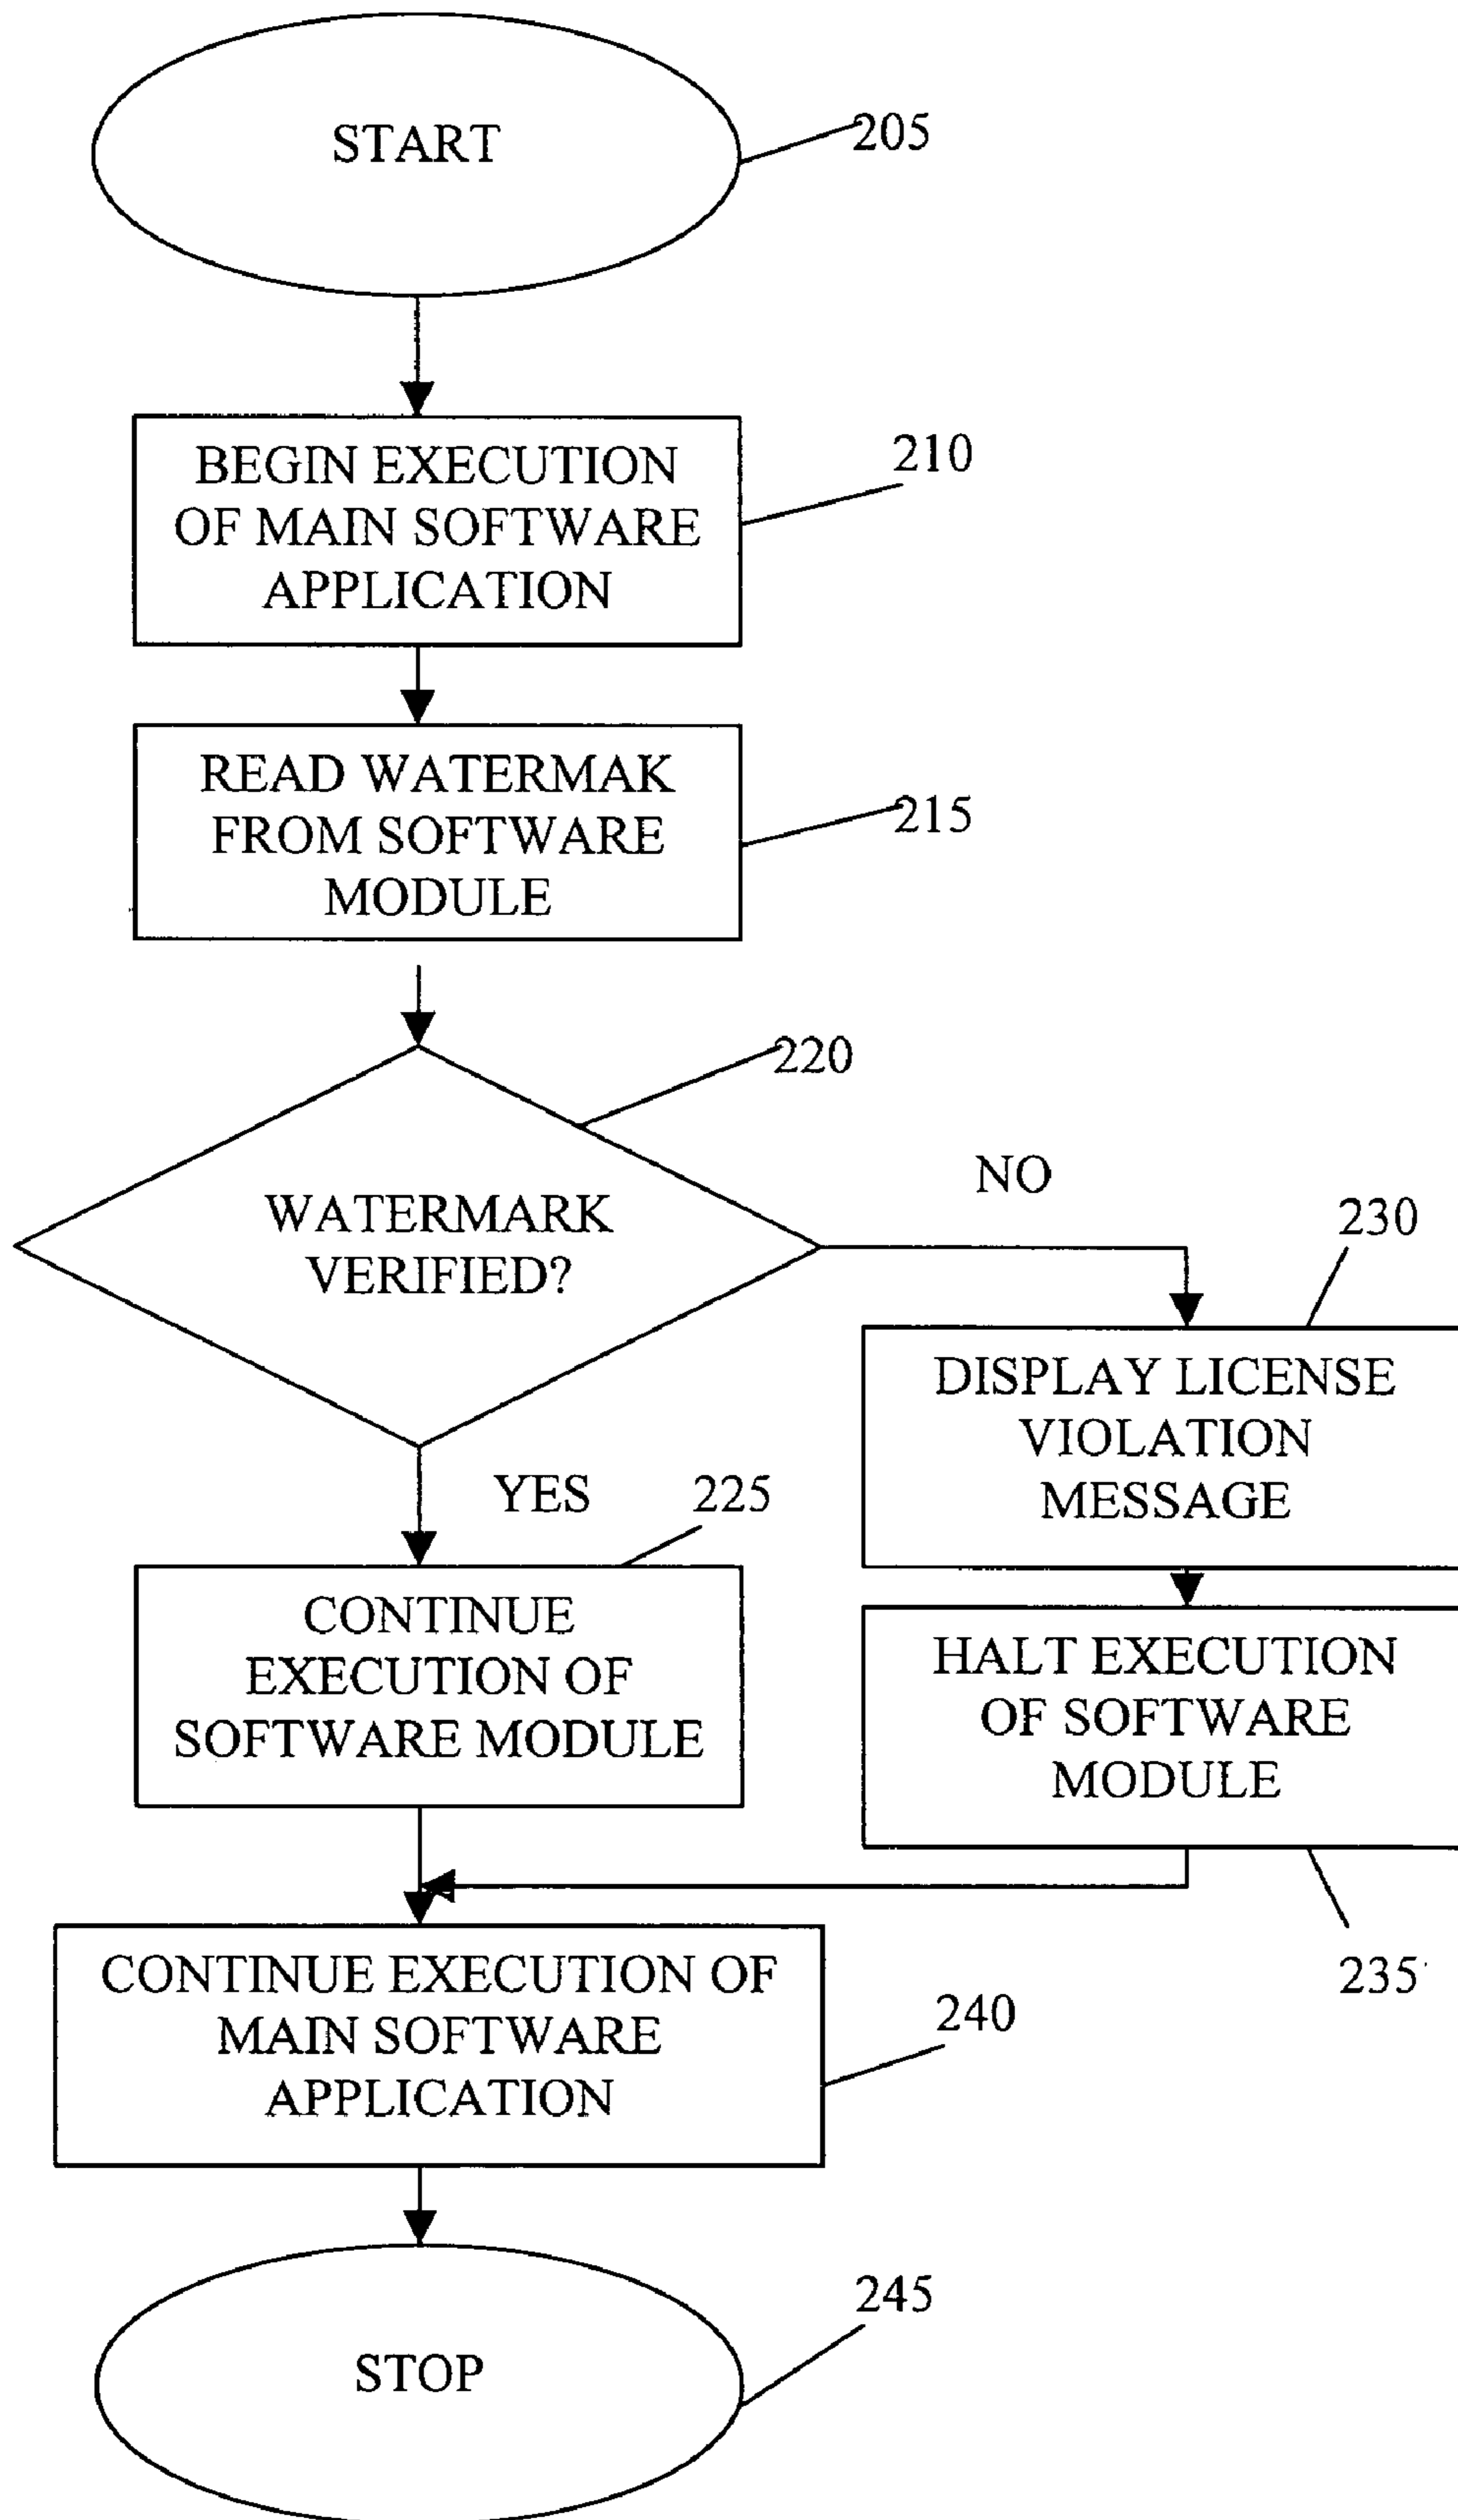 START
205
BEGIN EXECUTION
OF MAIN SOFTWARE
APPLICATION
210
READ WATERMAK
FROM SOFTWARE
MODULE
215
220
WATERMARK
VERIFIED?
NO
230
DISPLAY LICENSE
VIOLATION
MESSAGE
YES
225
CONTINUE
EXECUTION OF
SOFTWARE MODULE
HALT EXECUTION
OF SOFTWARE
MODULE
235
CONTINUE EXECUTION OF
MAIN SOFTWARE
APPLICATION
240
STOP
245